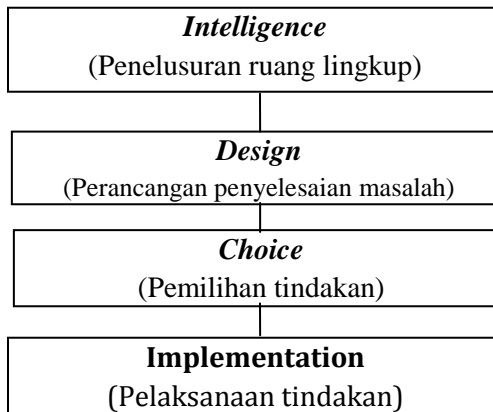 Intelligence
(Penelusuran ruang lingkup)
Design
(Perancangan penyelesaian masalah)
Choice
(Pemilihan tindakan)
Implementation
(Pelaksanaan tindakan)